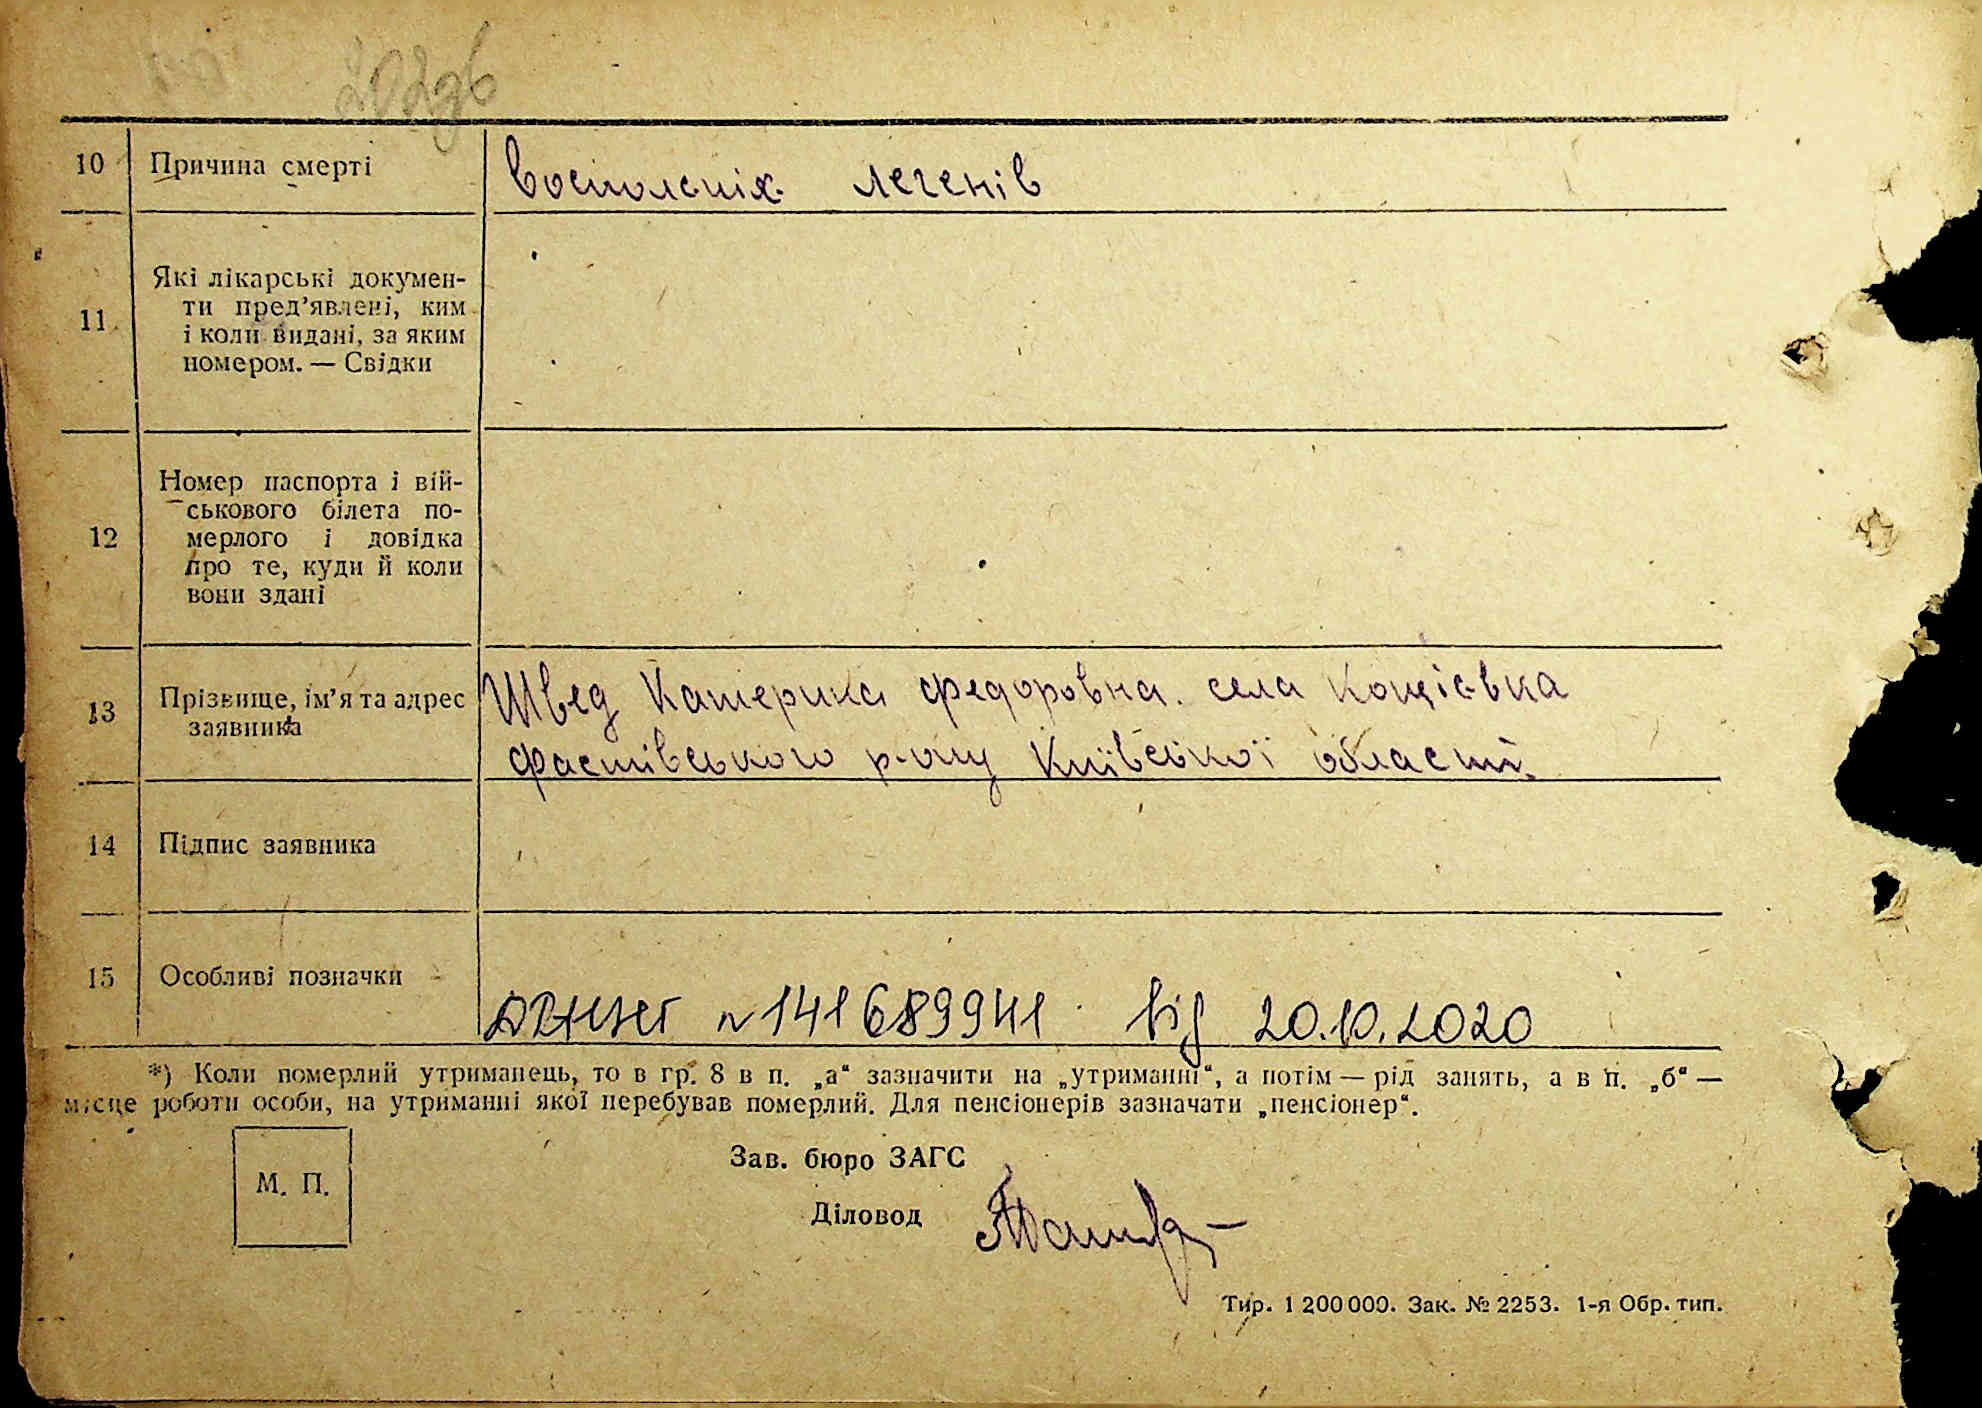 10 Причина смерті воспаленія легенів
11 Які лікарські докумен-
ти пред’явлені, ким
і коли видані, за яким
номером. — Свідки
12 Номер паспорта і вій-
ськового білета по-
мерлого і довідка
про те, куди й коли
вони здані
13 Прізвище, ім’я та адрес
заявника
Швед Катерина Федоровна. села Кощіевка
Фастівського р-ону Київської області.
14 Підпис заявника
15 Особливі позначки
N 141689941 від 20.10.2020
*) Коли померлий утриманець, то в гр. 8 в п. „а“ зазначити на „утриманні“, а потім — рід занять, а в п. „б“ —
місце роботи особи, на утриманні якої перебував померлий. Для пенсіонерів зазначати „пенсіонер“.
М. П.
Зав. бюро ЗАГС
Діловод
Тир. 1 200 000. Зак. № 2253. 1-я Обр. тип.